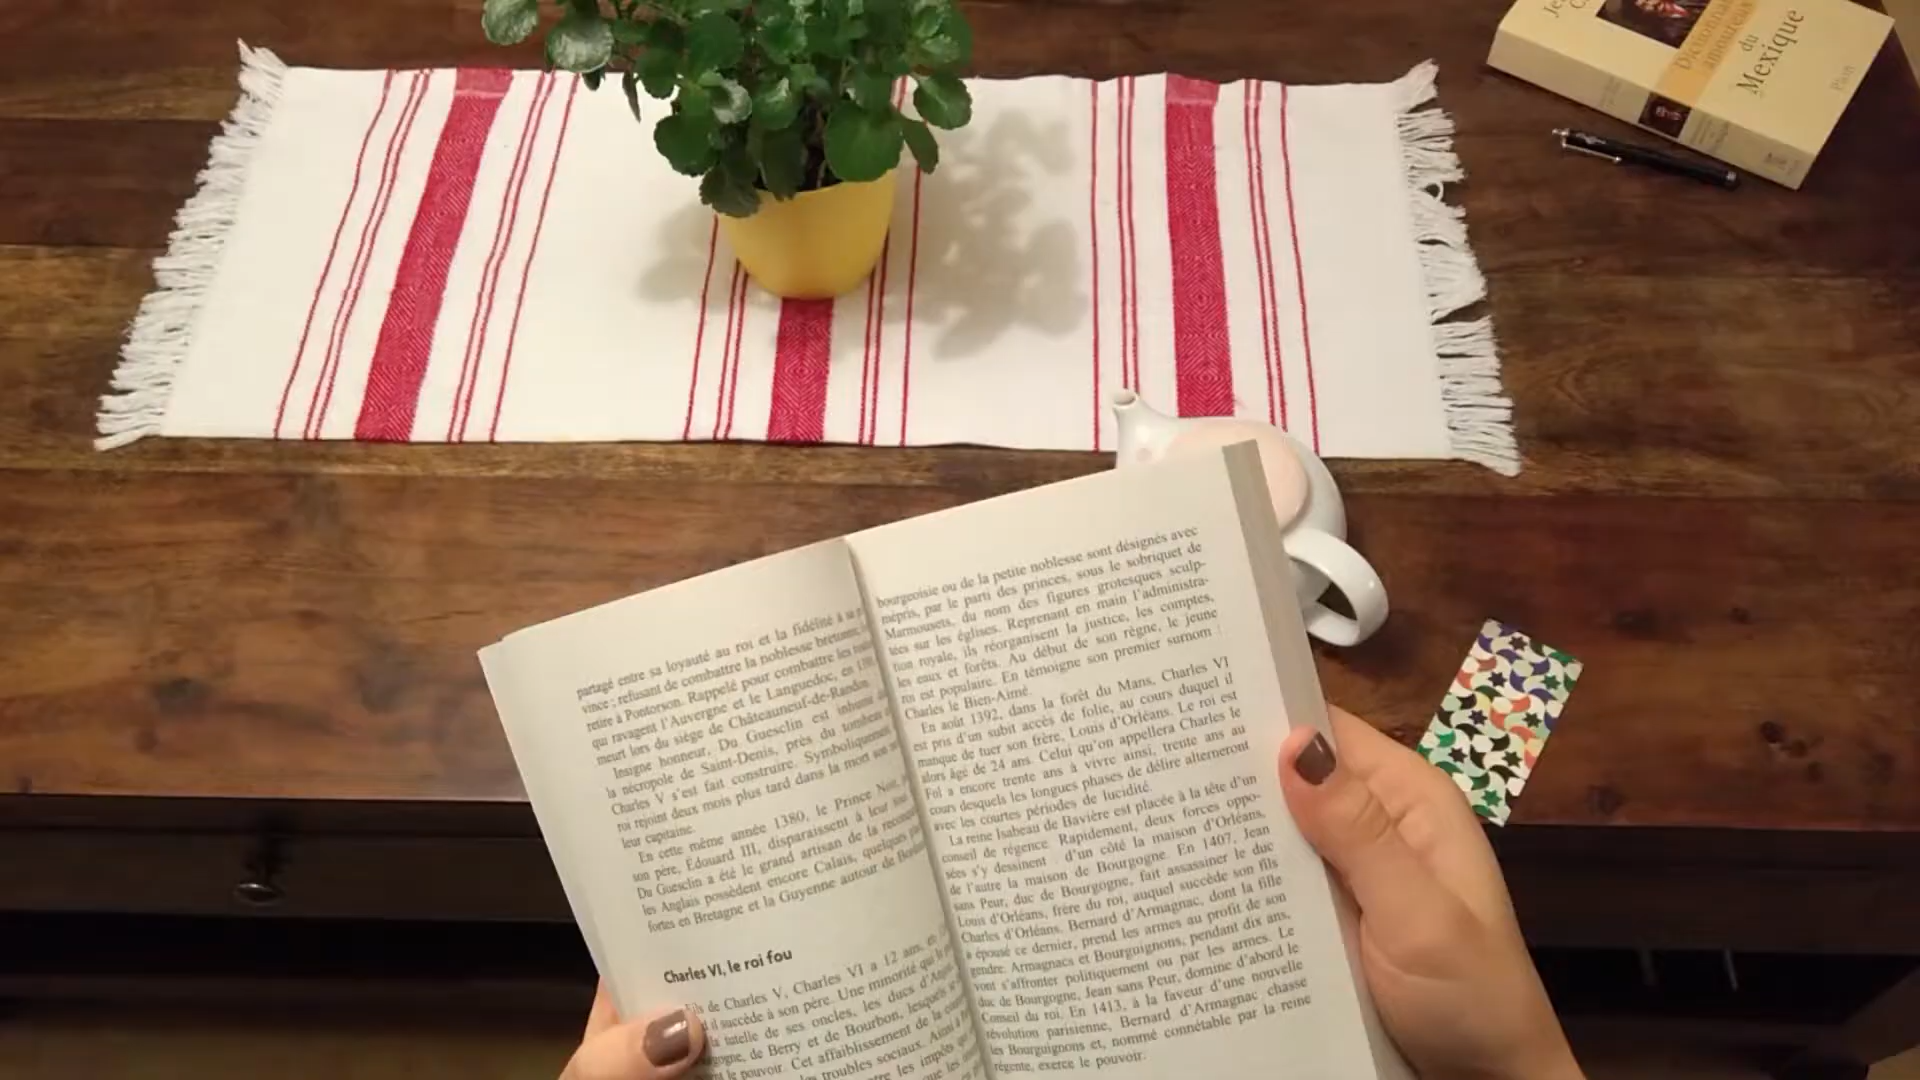 Dictionnaire
amoureux
du
Mexique
Plon
partagé entre sa loyauté au roi et la fidélité à sa
vince ; refusant de combattre la noblesse bretonne,
retire à Pontorson. Rappelé pour combattre les
qui ravagent l'Auvergne et le Languedoc, en
meurt lors du siège de Châteauneuf-de-Randon.
Insigne honneur, Du Guesclin est inhumé
la nécropole de Saint-Denis, près du tombeau
Charles V s'est fait construire. Symboliquement
roi rejoint deux mois plus tard dans la mort son
leur capitaine.
En cette même année 1380, le Prince Noir,
son père, Édouard III, disparaissent à leur
Du Guesclin a été le grand artisan de la
les Anglais possèdent encore Calais, quelques
fortes en Bretagne et la Guyenne autour de
Charles VI, le roi fou
de Charles V, Charles VI a 12 ans,
il succède à son père. Une minorité qui
la tutelle de ses oncles, les ducs d'Anjou,
de Berry et de Bourbon, lesquels
le pouvoir. Cet affaiblissement de la
troubles sociaux. Ainsi
les impôts
que les
bourgeoisie ou de la petite noblesse sont désignés avec
mépris, par le parti des princes, sous le sobriquet de
Marmousets, du nom des figures grotesques sculp-
tées sur les églises. Reprenant en main l'administra-
tion royale, ils réorganisent la justice, les comptes,
les eaux et forêts. Au début de son règne, le jeune
roi est populaire. En témoigne son premier surnom :
Charles le Bien-Aimé.
En août 1392, dans la forêt du Mans, Charles VI
est pris d'un subit accès de folie, au cours duquel il
manque de tuer son frère, Louis d'Orléans. Le roi est
alors âgé de 24 ans. Celui qu'on appellera Charles le
Fol a encore trente ans à vivre ainsi, trente ans au
cours desquels les longues phases de délire alterneront
avec les courtes périodes de lucidité.
La reine Isabeau de Bavière est placée à la tête d'un
conseil de régence. Rapidement, deux forces oppo-
sées s'y dessinent : d'un côté la maison d'Orléans,
de l'autre la maison de Bourgogne. En 1407, Jean
sans Peur, duc de Bourgogne, fait assassiner le duc
Louis d'Orléans, frère du roi, auquel succède son fils
Charles d'Orléans. Bernard d'Armagnac, dont la fille
a épousé ce dernier, prend les armes au profit de son
gendre. Armagnacs et Bourguignons, pendant dix ans,
vont s'affronter politiquement ou par les armes. Le
duc de Bourgogne, Jean sans Peur, domine d'abord le
Conseil du roi. En 1413, à la faveur d'une nouvelle
révolution parisienne, Bernard d'Armagnac chasse
les Bourguignons et, nommé connétable par la reine
régente, exerce le pouvoir.